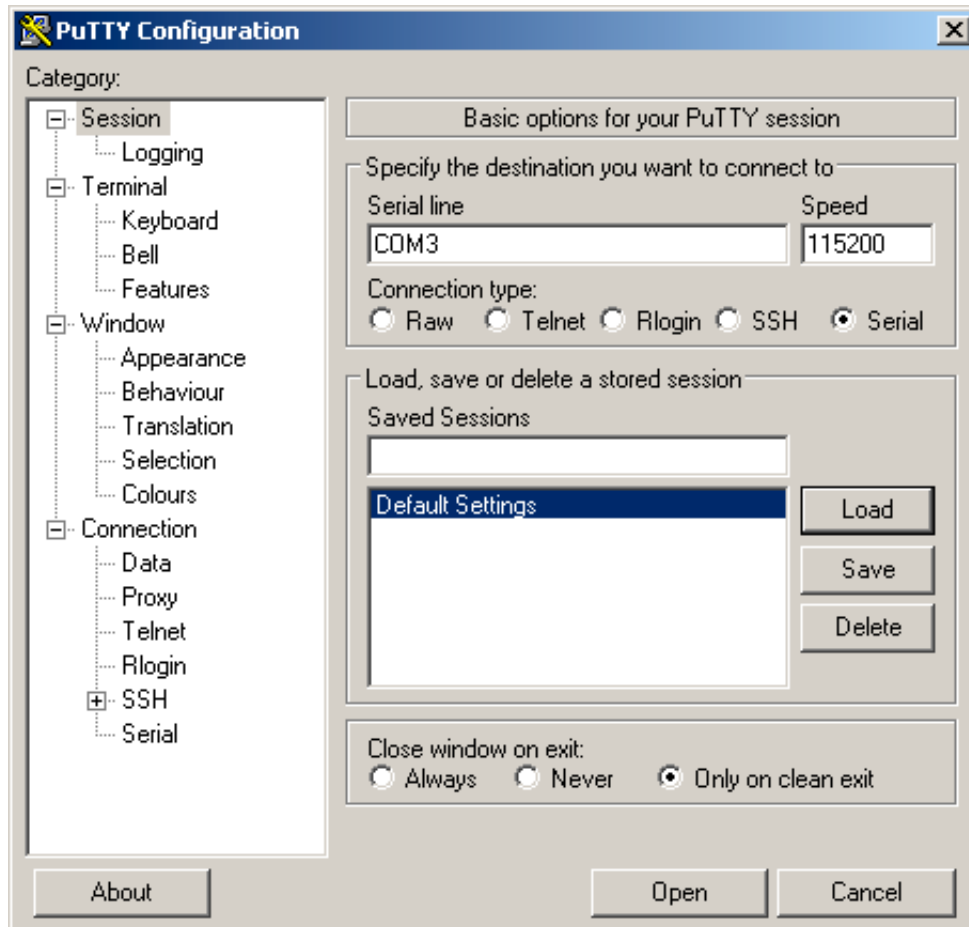 PuTTY Configuration
Category:
Session
Logging
Terminal
Keyboard
Bell
Features
Window
Appearance
Behaviour
Translation
Selection
Colours
Connection
Data
Proxy
Telnet
Rlogin
SSH
Serial
Basic options for your PuTTY session
Specify the destination you want to connect to
Serial line Speed
COM3 115200
Connection type:
Raw Telnet Rlogin SSH Serial
Load, save or delete a stored session
Saved Sessions
Default Settings
Load
Save
Delete
Close window on exit:
Always Never Only on clean exit
About Open Cancel